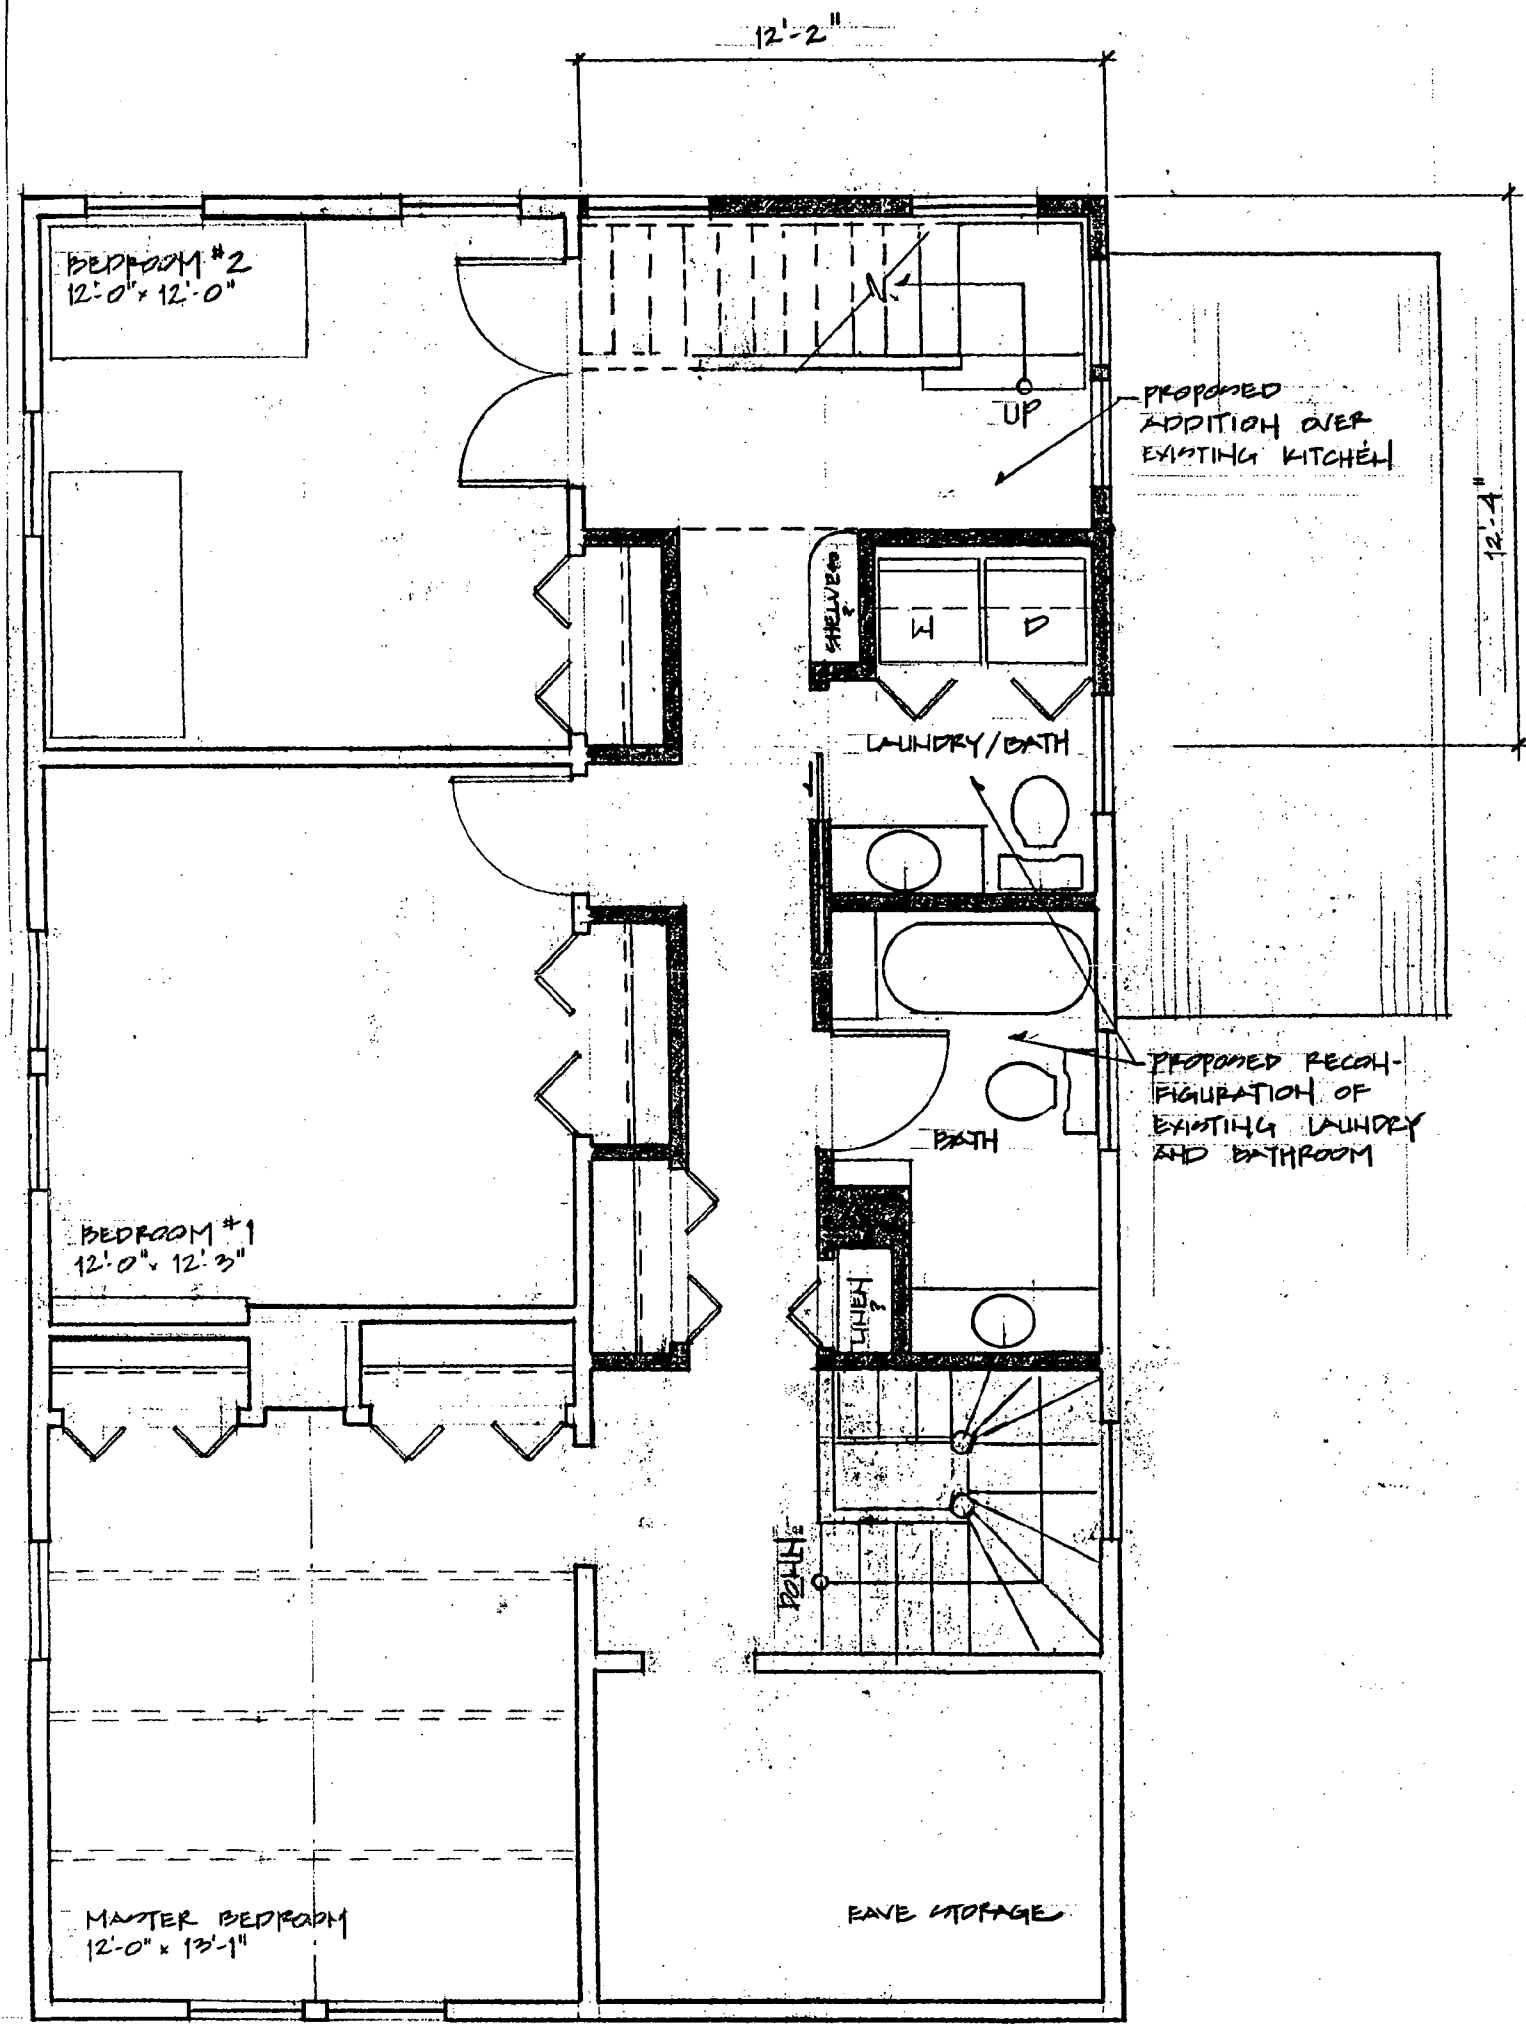 12'-2"
BEDROOM #2
12'-0" x 12'-0"
UP
PROPOSED
ADDITION OVER
EXISTING KITCHEN
12'-4"
SHELVES
?
W
D
LAUNDRY/BATH
PROPOSED RECON-
FIGURATION OF
EXISTING LAUNDRY
AND BATHROOM
BATH
BEDROOM #1
12'-0" x 12'-3"
LINEN
?
DOWN
MASTER BEDROOM
12'-0" x 13'-1"
EAVE STORAGE